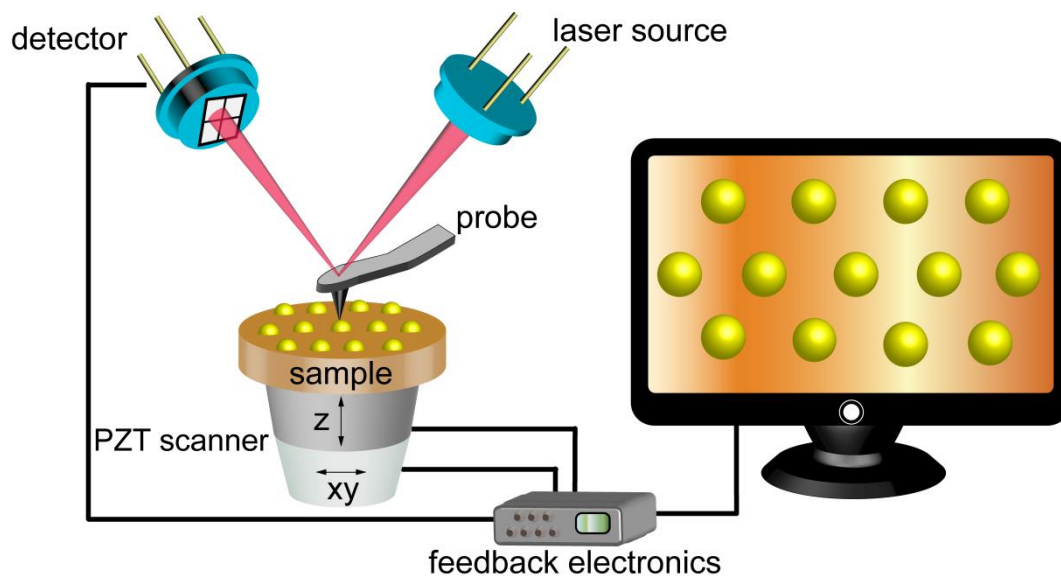 detector
laser source
probe
sample
z
PZT scanner
xy
feedback electronics